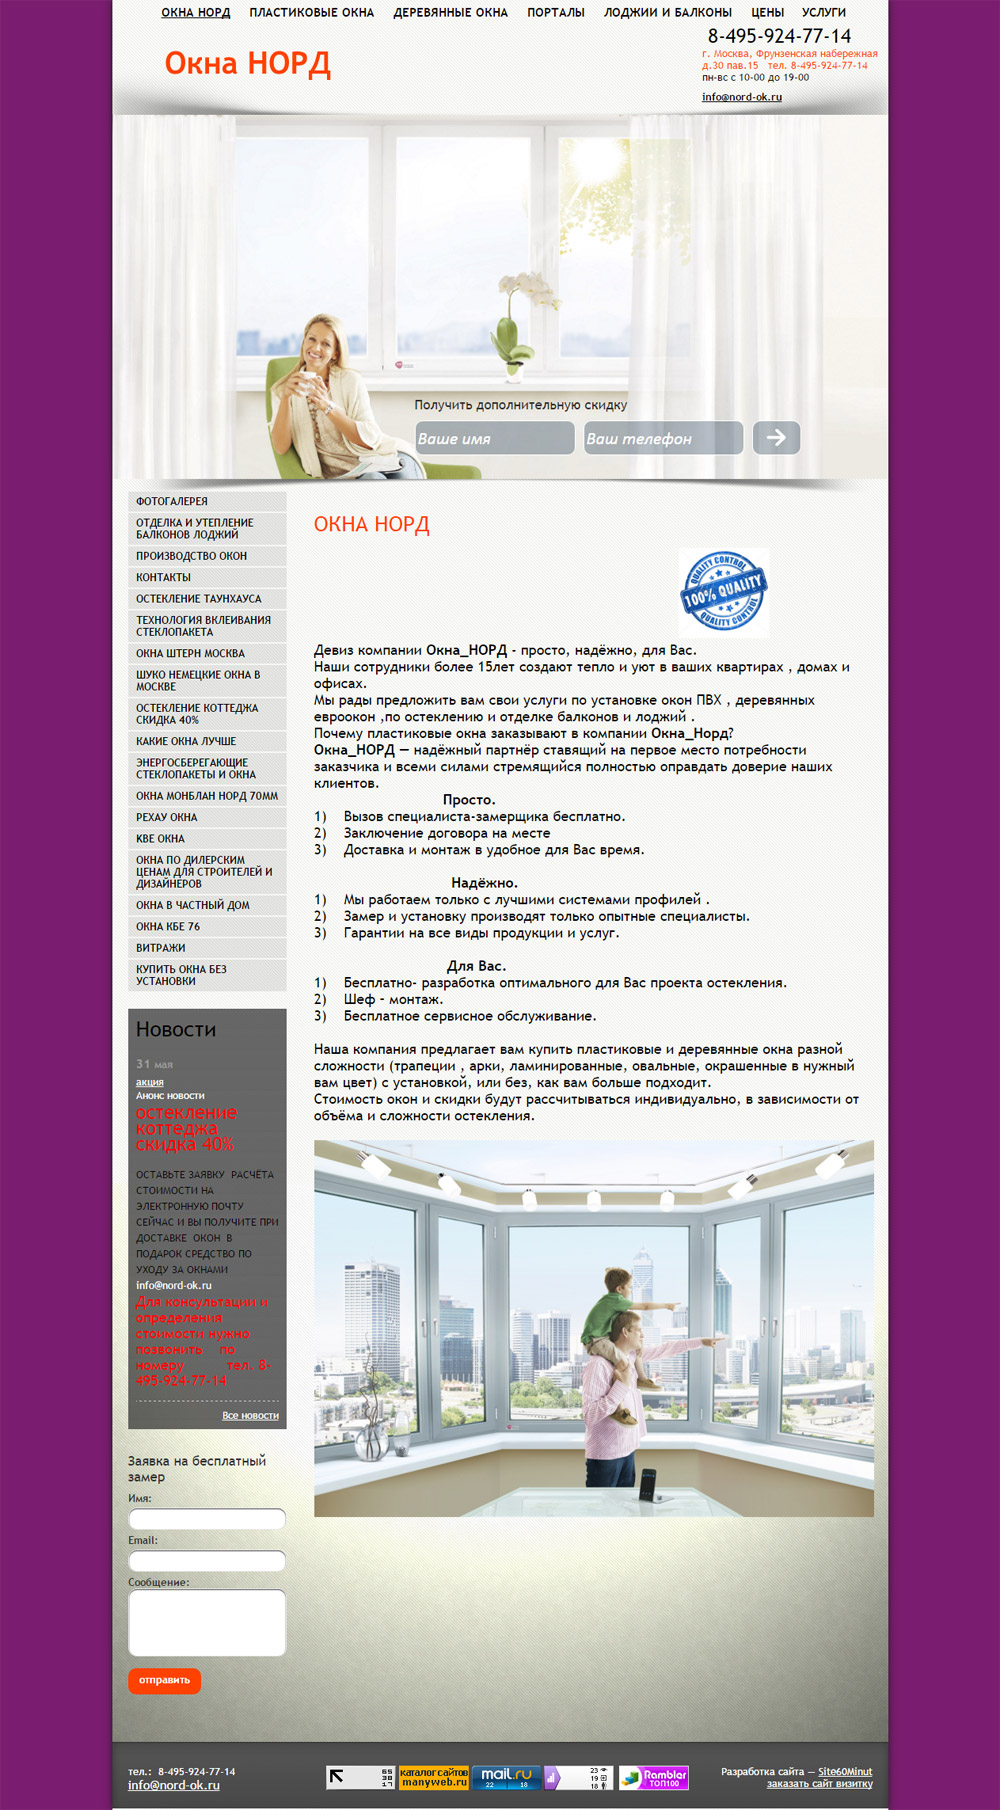 ОКНА НОРД ПЛАСТИКОВЫЕ ОКНА ДЕРЕВЯННЫЕ ОКНА ПОРТАЛЫ ЛОДЖИИ И БАЛКОНЫ ЦЕНЫ УСЛУГИ
Окна НОРД
8-495-924-77-14
г. Москва, Фрунзенская набережная
д.30 пав.15 тел. 8-495-924-77-14
пн-вс с 10-00 до 19-00
info@nord-ok.ru
Получить дополнительную скидку
Ваше имя
Ваш телефон
ФОТОГАЛЕРЕЯ
ОТДЕЛКА И УТЕПЛЕНИЕ
БАЛКОНОВ ЛОДЖИЙ
ПРОИЗВОДСТВО ОКОН
КОНТАКТЫ
ОСТЕКЛЕНИЕ ТАУНХАУСА
ТЕХНОЛОГИЯ ВКЛЕИВАНИЯ
СТЕКЛОПАКЕТА
ОКНА ШТЕРН МОСКВА
ШУКО НЕМЕЦКИЕ ОКНА В
МОСКВЕ
ОСТЕКЛЕНИЕ КОТТЕДЖА
СКИДКА 40%
КАКИЕ ОКНА ЛУЧШЕ
ЭНЕРГОСБЕРЕГАЮЩИЕ
СТЕКЛОПАКЕТЫ И ОКНА
ОКНА МОНБЛАН НОРД 70ММ
РЕХАУ ОКНА
КВЕ ОКНА
ОКНА ПО ДИЛЕРСКИМ
ЦЕНАМ ДЛЯ СТРОИТЕЛЕЙ И
ДИЗАЙНЕРОВ
ОКНА В ЧАСТНЫЙ ДОМ
ОКНА КБЕ 76
ВИТРАЖИ
КУПИТЬ ОКНА БЕЗ
УСТАНОВКИ
Новости
31 мая
акция
Анонс новости
остекление
коттеджа
скидка 40%
ОСТАВЬТЕ ЗАЯВКУ РАСЧЁТА
СТОИМОСТИ НА
ЭЛЕКТРОННУЮ ПОЧТУ
СЕЙЧАС И ВЫ ПОЛУЧИТЕ ПРИ
ДОСТАВКЕ ОКОН В
ПОДАРОК СРЕДСТВО ПО
УХОДУ ЗА ОКНАМИ
info@nord-ok.ru
Для консультации и
определения
стоимости нужно
позвонить по
номеру тел. 8-
495-924-77-14
Все новости
Заявка на бесплатный
замер
Имя:
Email:
Сообщение:
отправить
ОКНА НОРД
QUALITY CONTROL
100% QUALITY
QUALITY CONTROL
Девиз компании Окна_НОРД - просто, надёжно, для Вас.
Наши сотрудники более 15лет создают тепло и уют в ваших квартирах , домах и
офисах.
Мы рады предложить вам свои услуги по установке окон ПВХ , деревянных
евроокон ,по остеклению и отделке балконов и лоджий .
Почему пластиковые окна заказывают в компании Окна_Норд?
Окна_НОРД — надёжный партнёр ставящий на первое место потребности
заказчика и всеми силами стремящийся полностью оправдать доверие наших
клиентов.
Просто.
1) Вызов специалиста-замерщика бесплатно.
2) Заключение договора на месте
3) Доставка и монтаж в удобное для Вас время.
Надёжно.
1) Мы работаем только с лучшими системами профилей .
2) Замер и установку производят только опытные специалисты.
3) Гарантии на все виды продукции и услуг.
Для Вас.
1) Бесплатно- разработка оптимального для Вас проекта остекления.
2) Шеф - монтаж.
3) Бесплатное сервисное обслуживание.
Наша компания предлагает вам купить пластиковые и деревянные окна разной
сложности (трапеции , арки, ламинированные, овальные, окрашенные в нужный
вам цвет) с установкой, или без, как вам больше подходит.
Стоимость окон и скидки будут рассчитываться индивидуально, в зависимости от
объёма и сложности остекления.
тел.: 8-495-924-77-14
info@nord-ok.ru
каталог сайтов
manyweb.ru
mail.ru
22 18
23
19
18
Rambler
ТОП100
Разработка сайта — Site60Minut
заказать сайт визитку